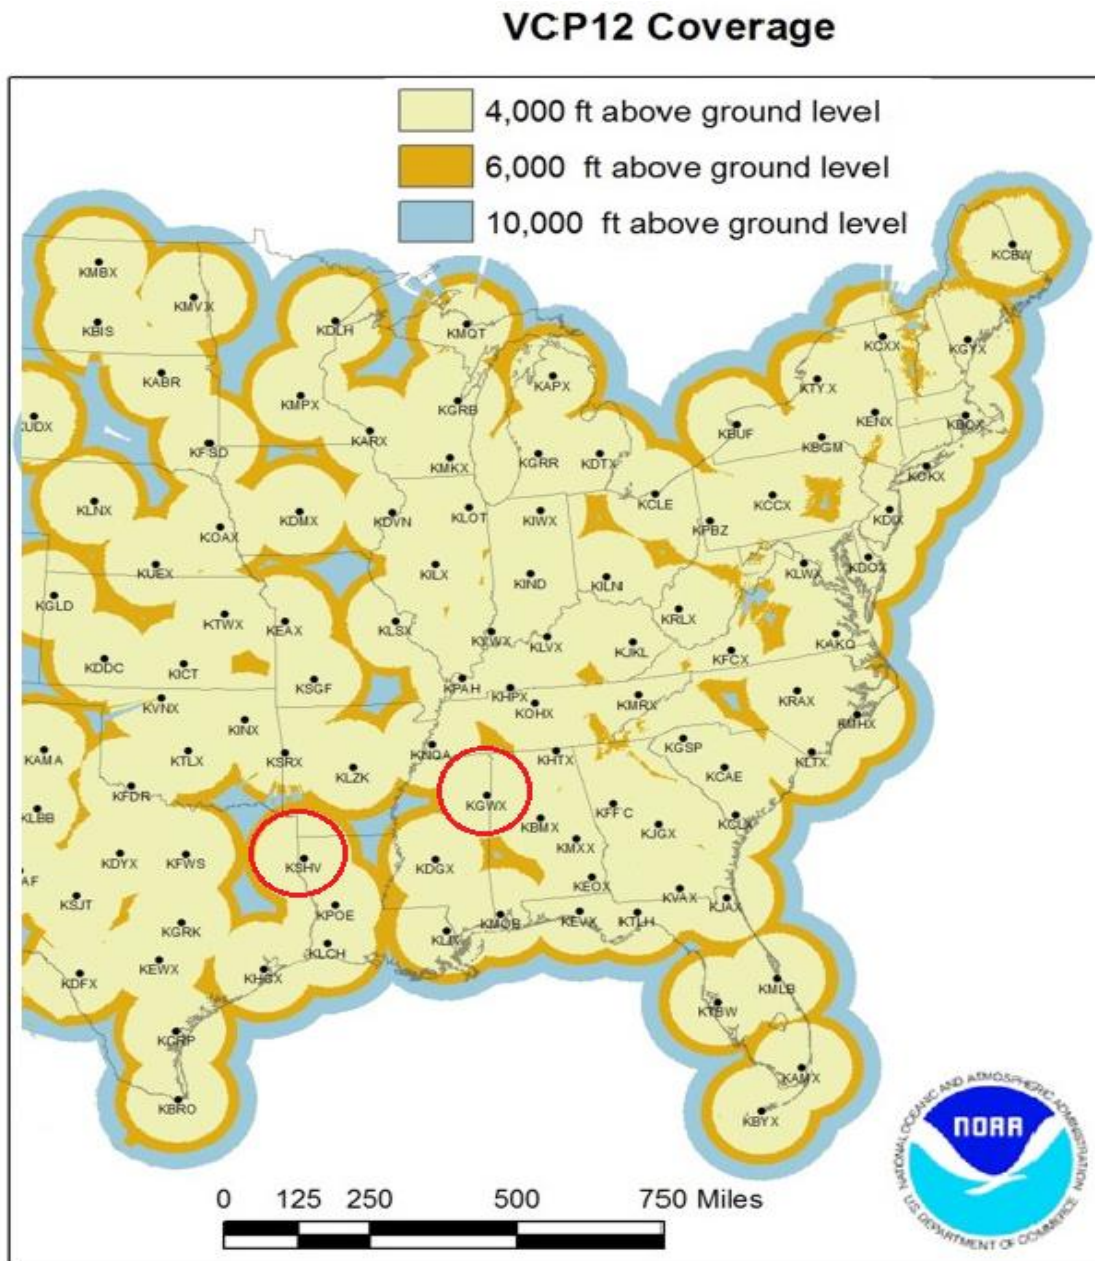 VCP12 Coverage
4,000 ft above ground level
6,000 ft above ground level
10,000 ft above ground level
KCBW
KMBX
KMVX
KBIS
KDLH
KMQT
KCXX
KGYX
KABR
KMPX
KAPX
KTYX
KUDX
KGRB
KENX
KBOX
KARX
KBUF
KBGM
KFSD
KMKX
KGRR
KDTX
KOKX
KLNX
KDMX
KDVN
KLOT
KIWX
KCLE
KCCX
KDIX
KOAX
KPBZ
KUEX
KILX
KIND
KILN
KLWX
KDOX
KGLD
KTWX
KEAX
KLSX
KVWX
KLVX
KRLX
KJKL
KAKQ
KDDC
KICT
KFCX
KSGF
KPAH
KHPX
KVNX
KOHX
KMRX
KRAX
KINX
KMHX
KAMA
KTLX
KSRX
KNQA
KHTX
KGSP
KLTX
KLZK
KCAE
KFDR
KGWX
KFFC
KLBB
KBMX
KJGX
KCLX
KDYX
KFWS
KSHV
KDGX
KMXX
AF
KSJT
KEOX
KVAX
KJAX
KPOE
KGRK
KMOB
KEVX
KTLH
KLIX
KLCH
KEWX
KHGX
KDFX
KMLB
KTBW
KCRP
KAMX
KBRO
KBYX
0 125 250 500 750 Miles
NATIONAL OCEANIC AND ATMOSPHERIC ADMINISTRATION
NOAA
U.S. DEPARTMENT OF COMMERCE